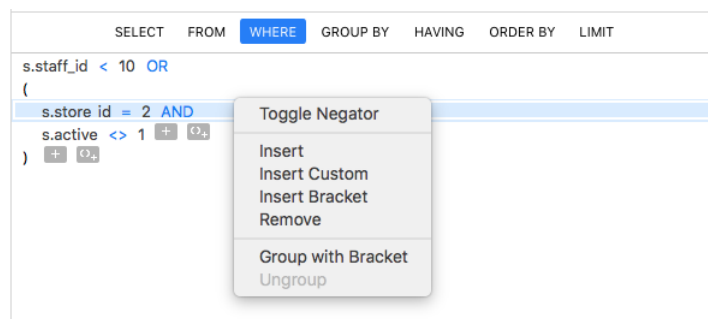 SELECT FROM WHERE GROUP BY HAVING ORDER BY LIMIT
s.staff_id < 10 OR
(
s.store id = 2 AND
s.active <> 1 + ()+
) + ()+
Toggle Negator
Insert
Insert Custom
Insert Bracket
Remove
Group with Bracket
Ungroup